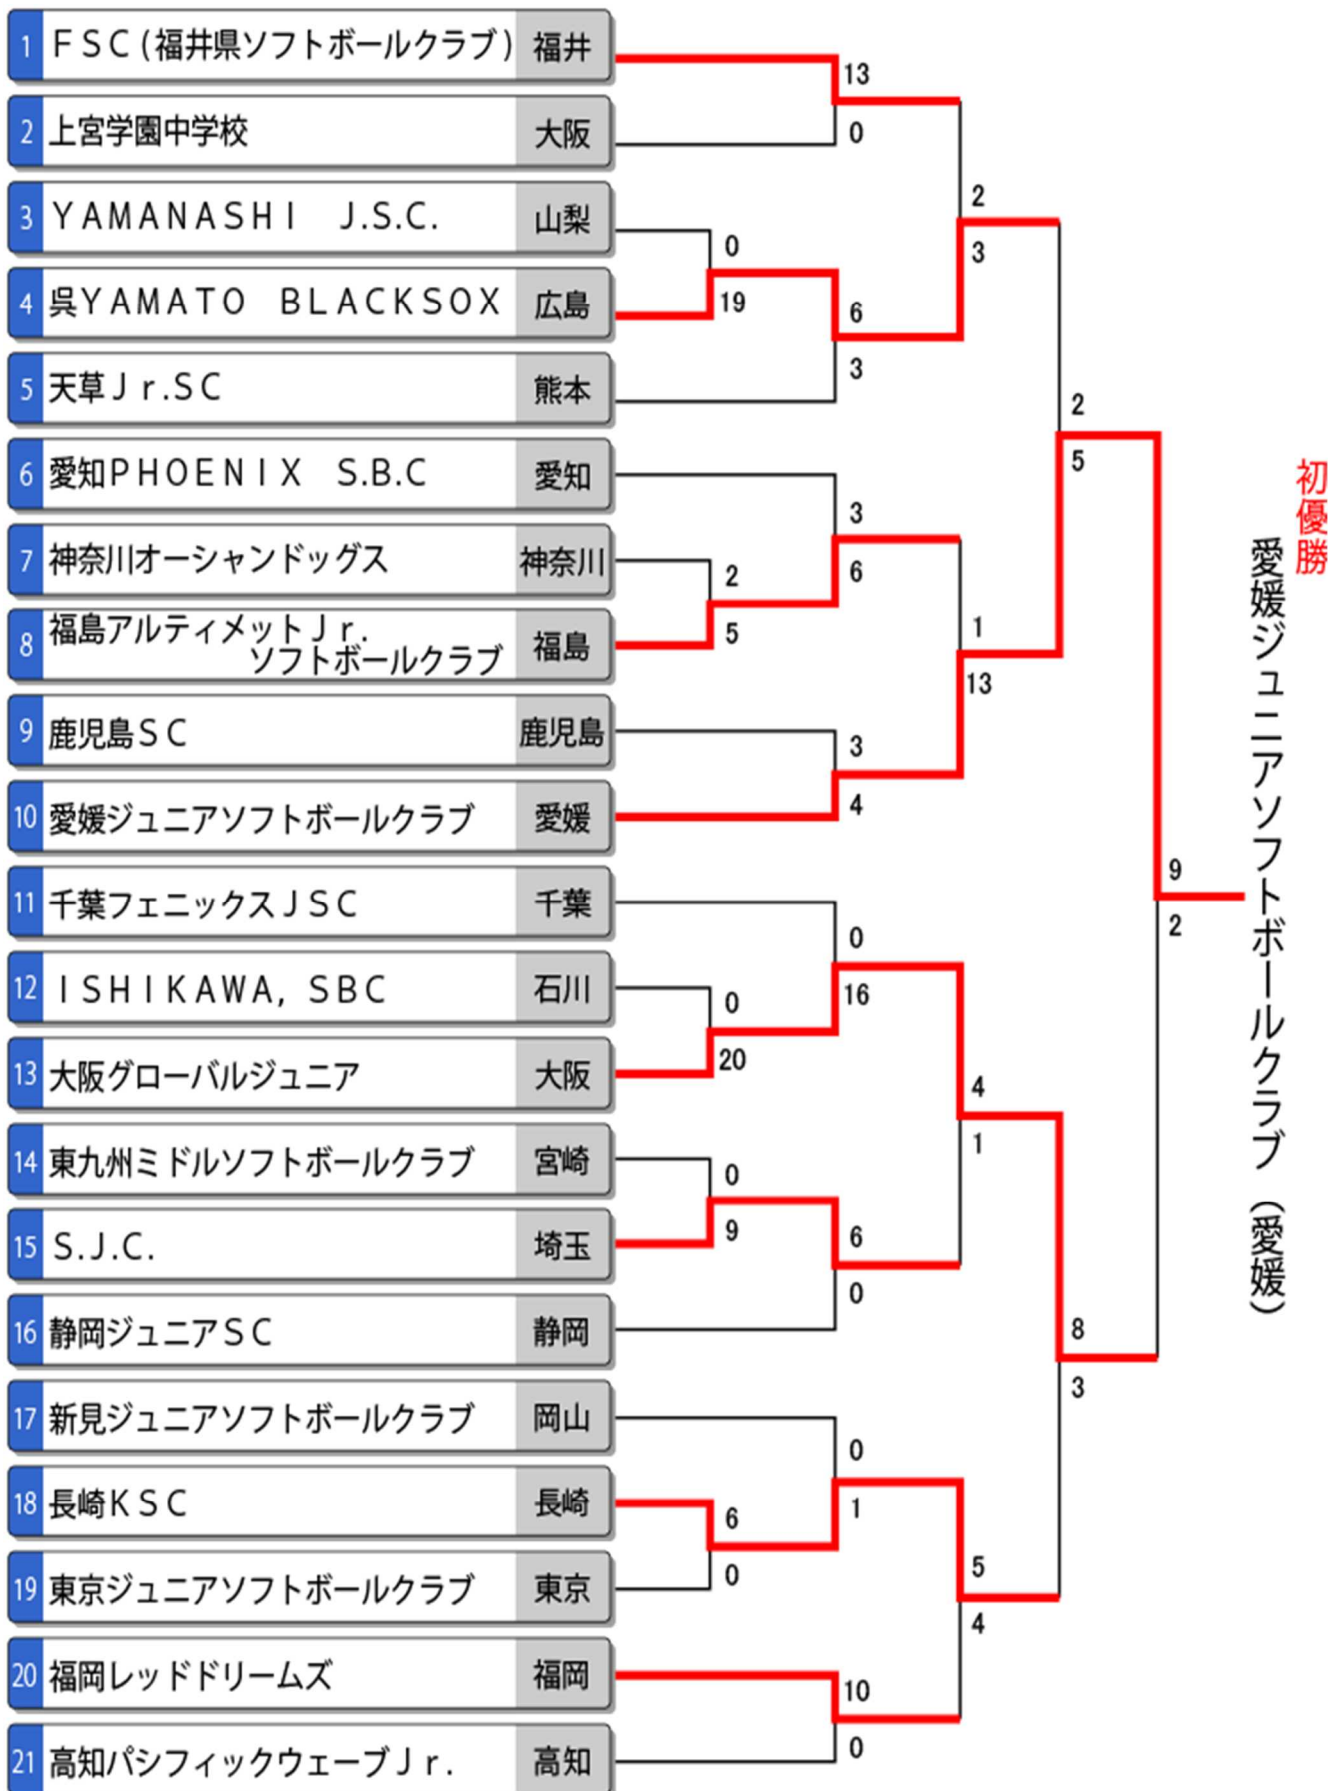 1 ＦＳＣ(福井県ソフトボールクラブ) 福井
13
2 上宮学園中学校 大阪
0
2
3 ＹＡＭＡＮＡＳＨＩ　Ｊ.Ｓ.Ｃ. 山梨
0
3
4 呉ＹＡＭＡＴＯ　ＢＬＡＣＫＳＯＸ 広島
19
6
3
5 天草Ｊｒ.ＳＣ 熊本
2
5
6 愛知ＰＨＯＥＮＩＸ　Ｓ.Ｂ.Ｃ 愛知
3
7 神奈川オーシャンドッグス 神奈川
2
6
8 福島アルティメットＪｒ.
ソフトボールクラブ 福島
5
1
13
9 鹿児島ＳＣ 鹿児島
3
10 愛媛ジュニアソフトボールクラブ 愛媛
4
9
2
11 千葉フェニックスＪＳＣ 千葉
0
12 ＩＳＨＩＫＡＷＡ, ＳＢＣ 石川
0
16
13 大阪グローバルジュニア 大阪
20
4
1
14 東九州ミドルソフトボールクラブ 宮崎
0
15 Ｓ.Ｊ.Ｃ. 埼玉
9
6
0
16 静岡ジュニアＳＣ 静岡
8
3
17 新見ジュニアソフトボールクラブ 岡山
0
18 長崎ＫＳＣ 長崎
6
1
19 東京ジュニアソフトボールクラブ 東京
0
5
4
20 福岡レッドドリームズ 福岡
10
21 高知パシフィックウェーブＪｒ. 高知
0
初優勝
愛媛ジュニアソフトボールクラブ（愛媛）